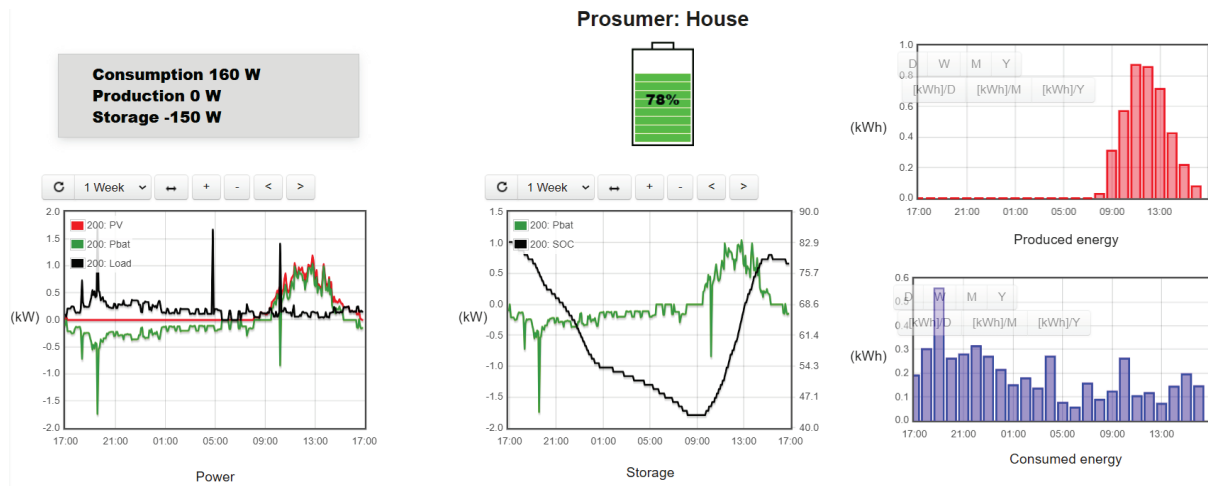 Prosumer: House
Consumption 160 W
Production 0 W
Storage -150 W
78%
1 Week
+
-
<
>
2.0
1.5
1.0
0.5
0.0
-0.5
-1.0
-1.5
-2.0
200: PV
200: Pbat
200: Load
(kW)
17:00 21:00 01:00 05:00 09:00 13:00 17:00
Power
1 Week
+
-
<
>
1.5
1.0
0.5
0.0
-0.5
-1.0
-1.5
-2.0
200: Pbat
200: SOC
90.0
82.9
75.7
68.6
61.4
54.3
47.1
40.0
(kW)
17:00 21:00 01:00 05:00 09:00 13:00 17:00
Storage
1.0
0.8
0.6
0.4
0.2
0.0
D W M Y
[kWh]/D [kWh]/M [kWh]/Y
(kWh)
17:00 21:00 01:00 05:00 09:00 13:00
Produced energy
0.6
0.5
0.4
0.3
0.2
0.1
0.0
D W M Y
[kWh]/D [kWh]/M [kWh]/Y
(kWh)
17:00 21:00 01:00 05:00 09:00 13:00
Consumed energy